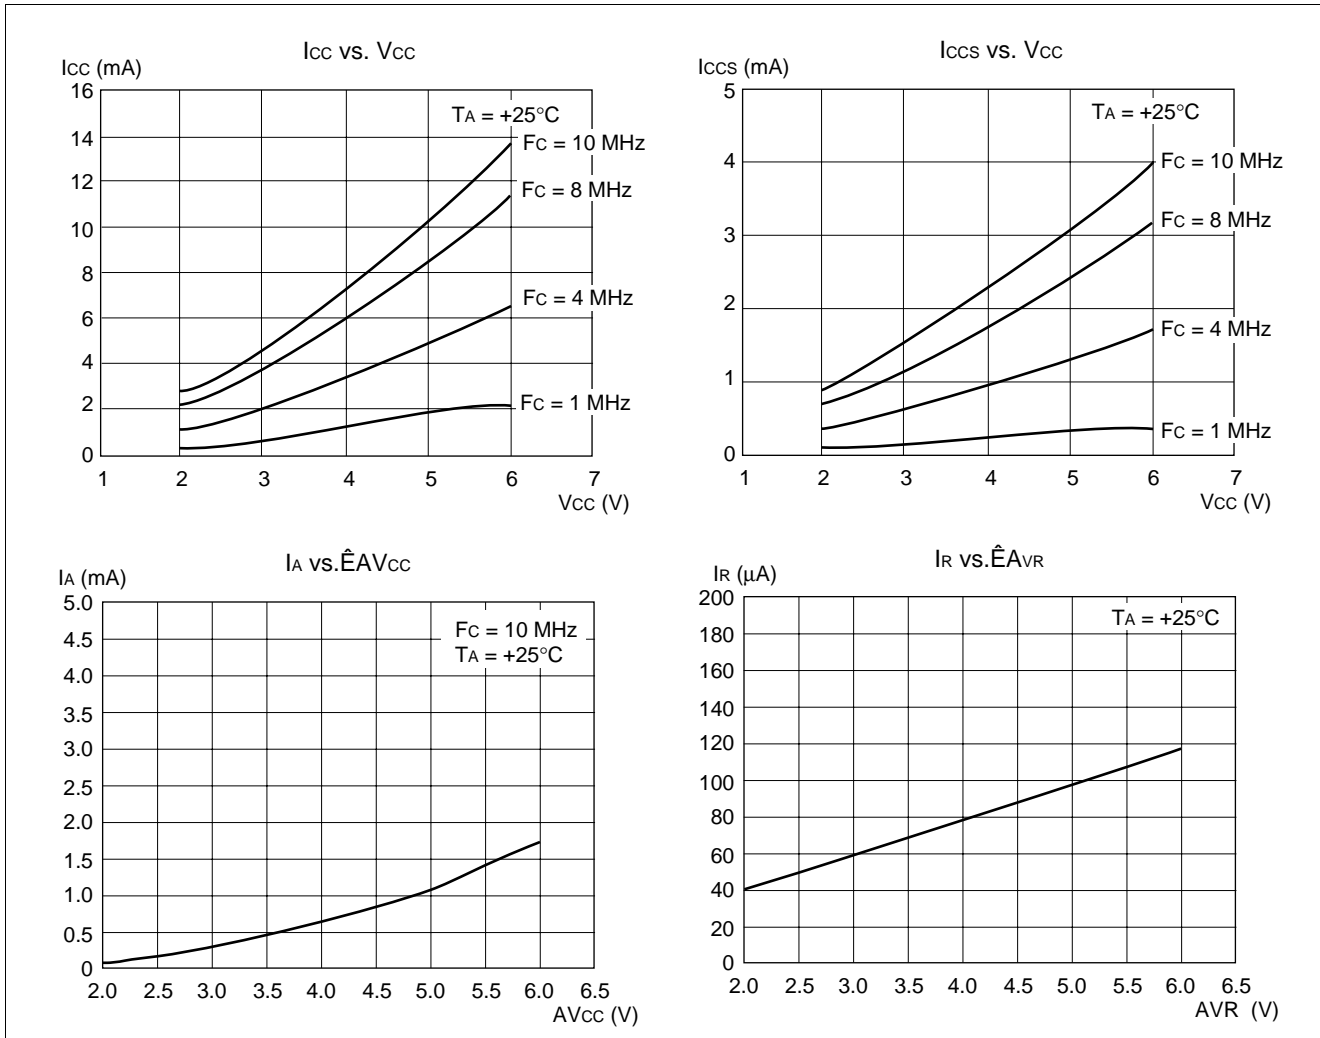 ICC vs. VCC
ICC (mA)
16
14
12
10
8
6
4
2
0
TA = +25°C
FC = 10 MHz
FC = 8 MHz
FC = 4 MHz
FC = 1 MHz
1 2 3 4 5 6 7
VCC (V)
ICCS vs. VCC
ICCS (mA)
5
4
3
2
1
0
TA = +25°C
FC = 10 MHz
FC = 8 MHz
FC = 4 MHz
FC = 1 MHz
1 2 3 4 5 6 7
VCC (V)
IA vs.ÊAVCC
IA (mA)
5.0
4.5
4.0
3.5
3.0
2.5
2.0
1.5
1.0
0.5
0
FC = 10 MHz
TA = +25°C
2.0 2.5 3.0 3.5 4.0 4.5 5.0 5.5 6.0 6.5
AVCC (V)
IR vs.ÊAVR
IR (µA)
200
180
160
140
120
100
80
60
40
20
0
TA = +25°C
2.0 2.5 3.0 3.5 4.0 4.5 5.0 5.5 6.0 6.5
AVR (V)